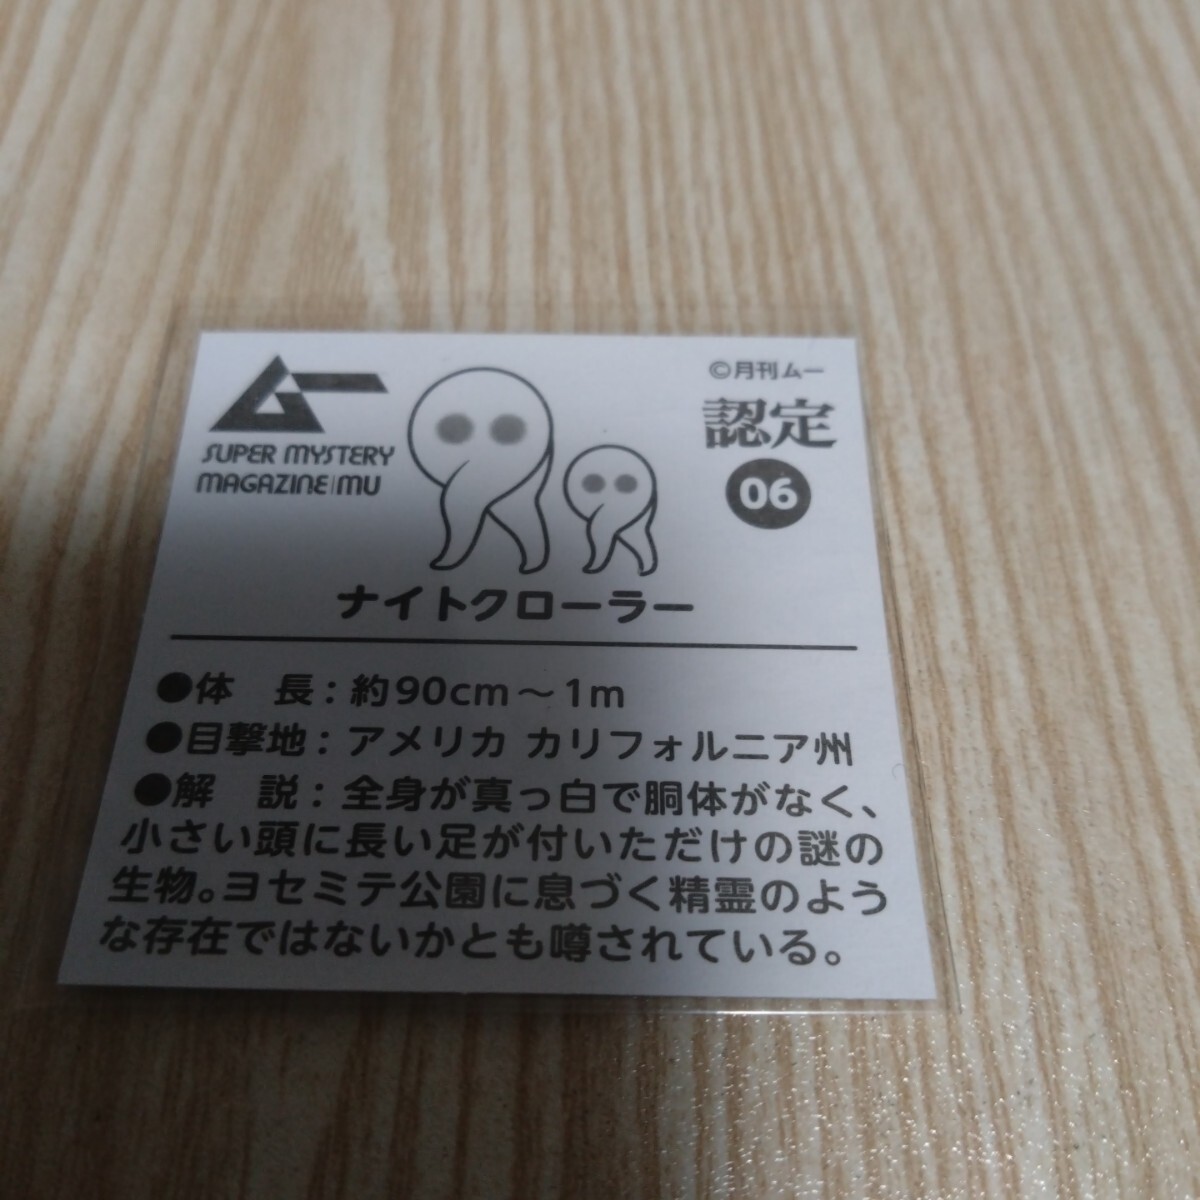 ムー
SUPER MYSTERY
MAGAZINE|MU
©月刊ムー
認定
06
ナイトクローラー
●体　長：約90cm～1m
●目撃地：アメリカ カリフォルニア州
●解　説：全身が真っ白で胴体がなく、
小さい頭に長い足が付いただけの謎の
生物。ヨセミテ公園に息づく精霊のよう
な存在ではないかとも噂されている。